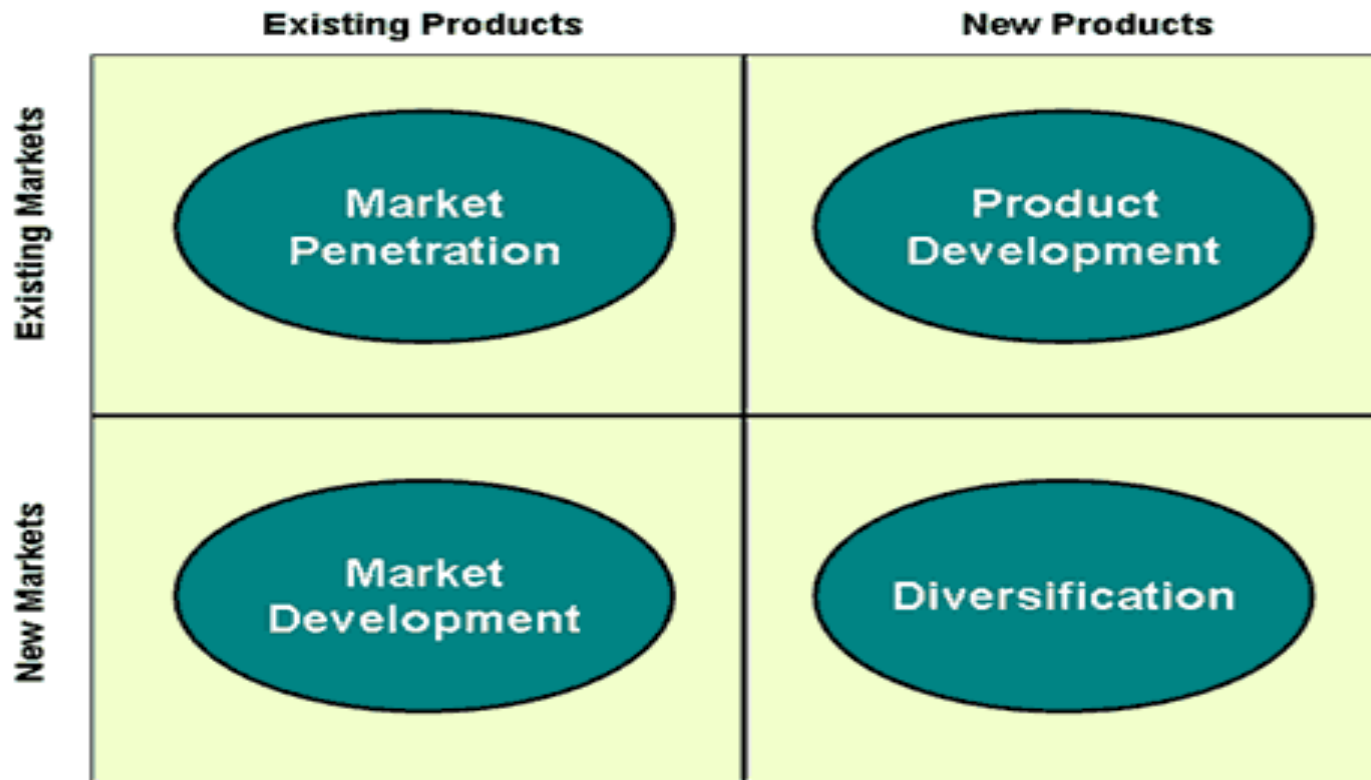 Existing Products
New Products
Existing Markets
Market
Penetration
Product
Development
New Markets
Market
Development
Diversification